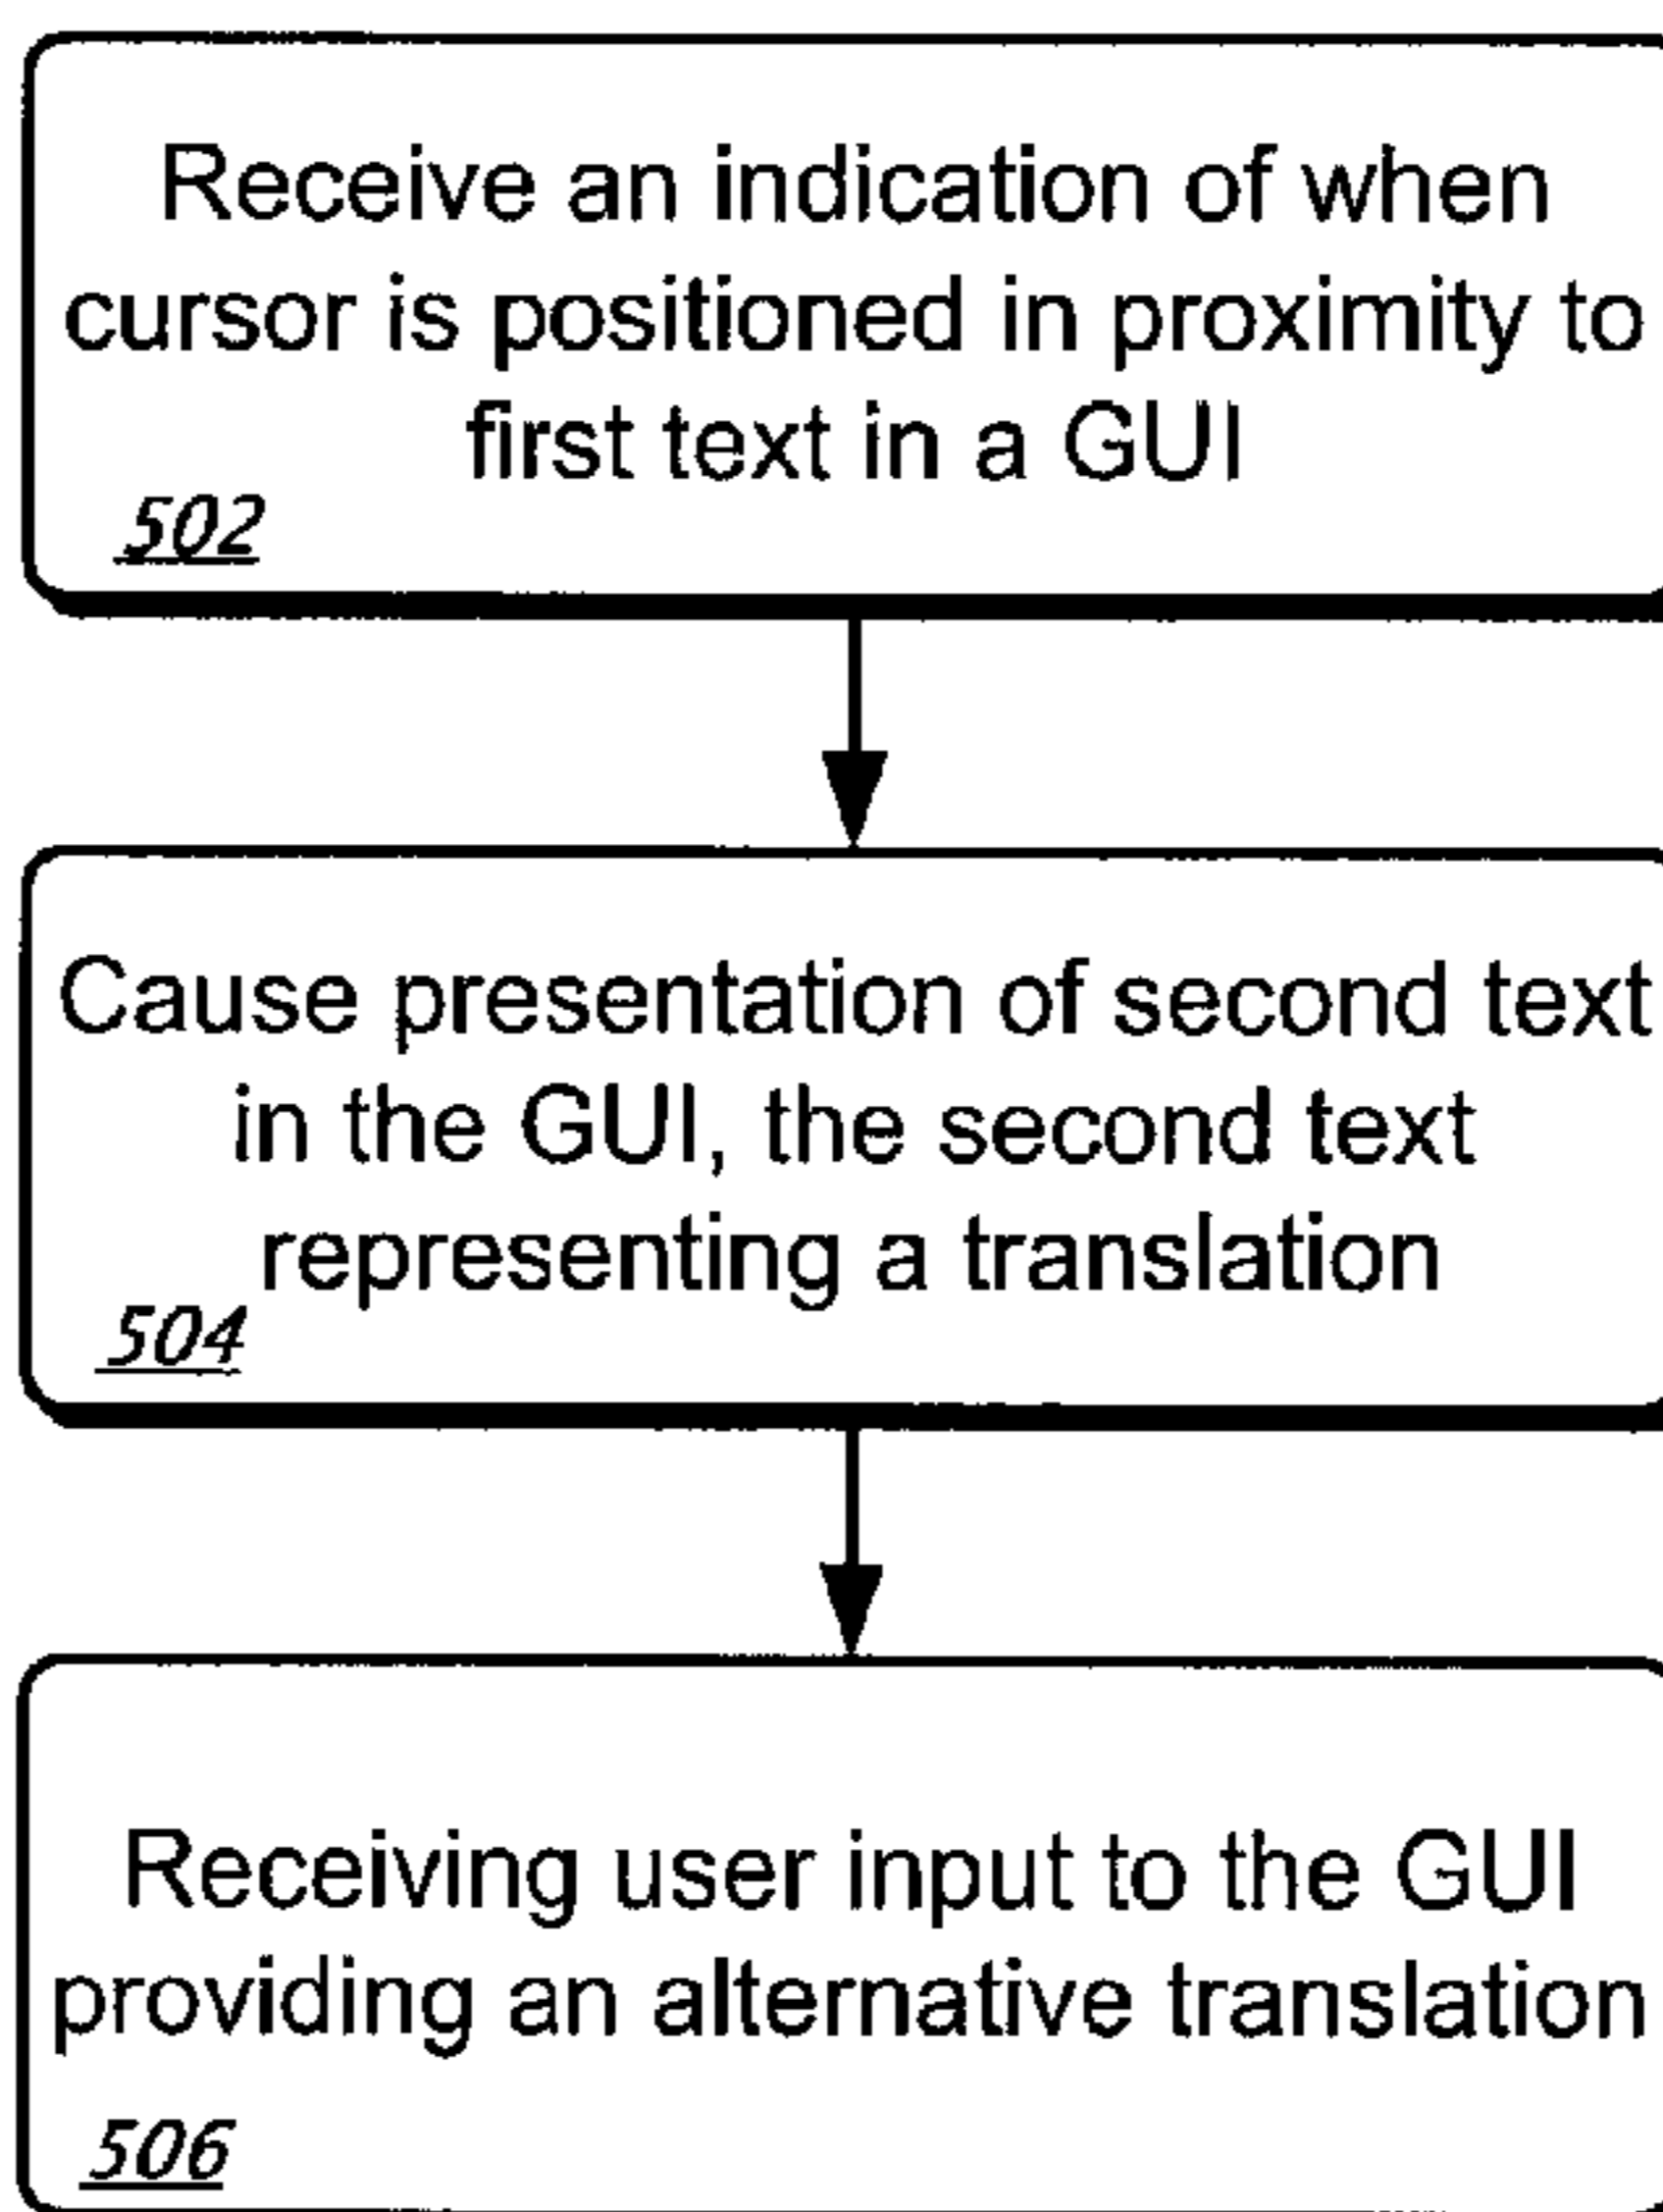 Receive an indication of when
cursor is positioned in proximity to
first text in a GUI
502
Cause presentation of second text
in the GUI, the second text
representing a translation
504
Receiving user input to the GUI
providing an alternative translation
506